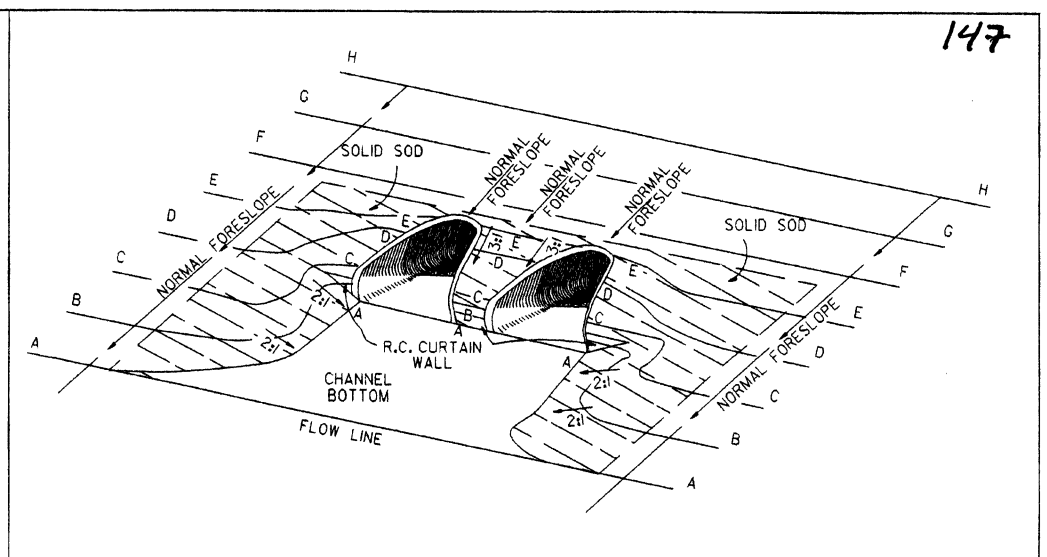 147
H
G
F
SOLID SOD
NORMAL
FORESLOPE
NORMAL
FORESLOPE
NORMAL
FORESLOPE
H
E
NORMAL FORESLOPE
D
SOLID SOD
G
E
D
3:1
E
D
3:1
E
F
C
C
C
B
D
C
E
B
2:1
A
A
A
D
NORMAL FORESLOPE
A
2:1
R.C. CURTAIN
WALL
2:1
C
CHANNEL
BOTTOM
2:1
B
FLOW LINE
A